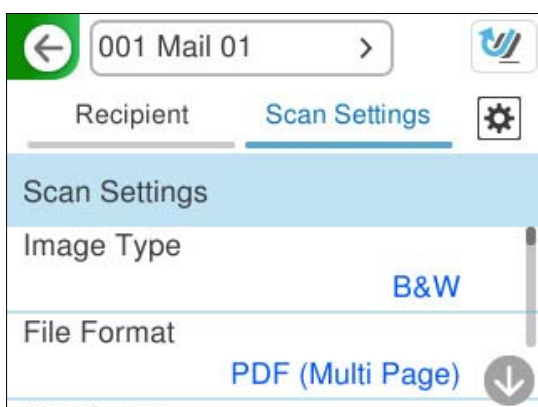 001 Mail 01
Recipient
Scan Settings
Scan Settings
Image Type
B&W
File Format
PDF (Multi Page)